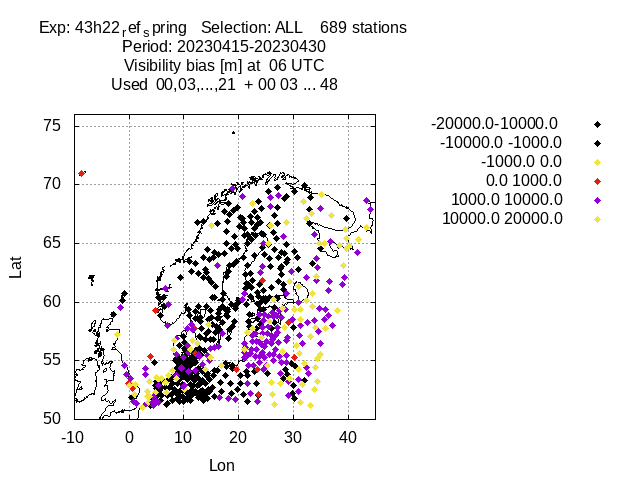 Exp: 43h22refspring Selection: ALL 689 stations
Period: 20230415-20230430
Visibility bias [m] at 06 UTC
Used 00,03,...,21 + 00 03 ... 48
-20000.0-10000.0
-10000.0 -1000.0
-1000.0 0.0
0.0 1000.0
1000.0 10000.0
10000.0 20000.0
75
70
65
60
55
50
Lat
-10 0 10 20 30 40
Lon